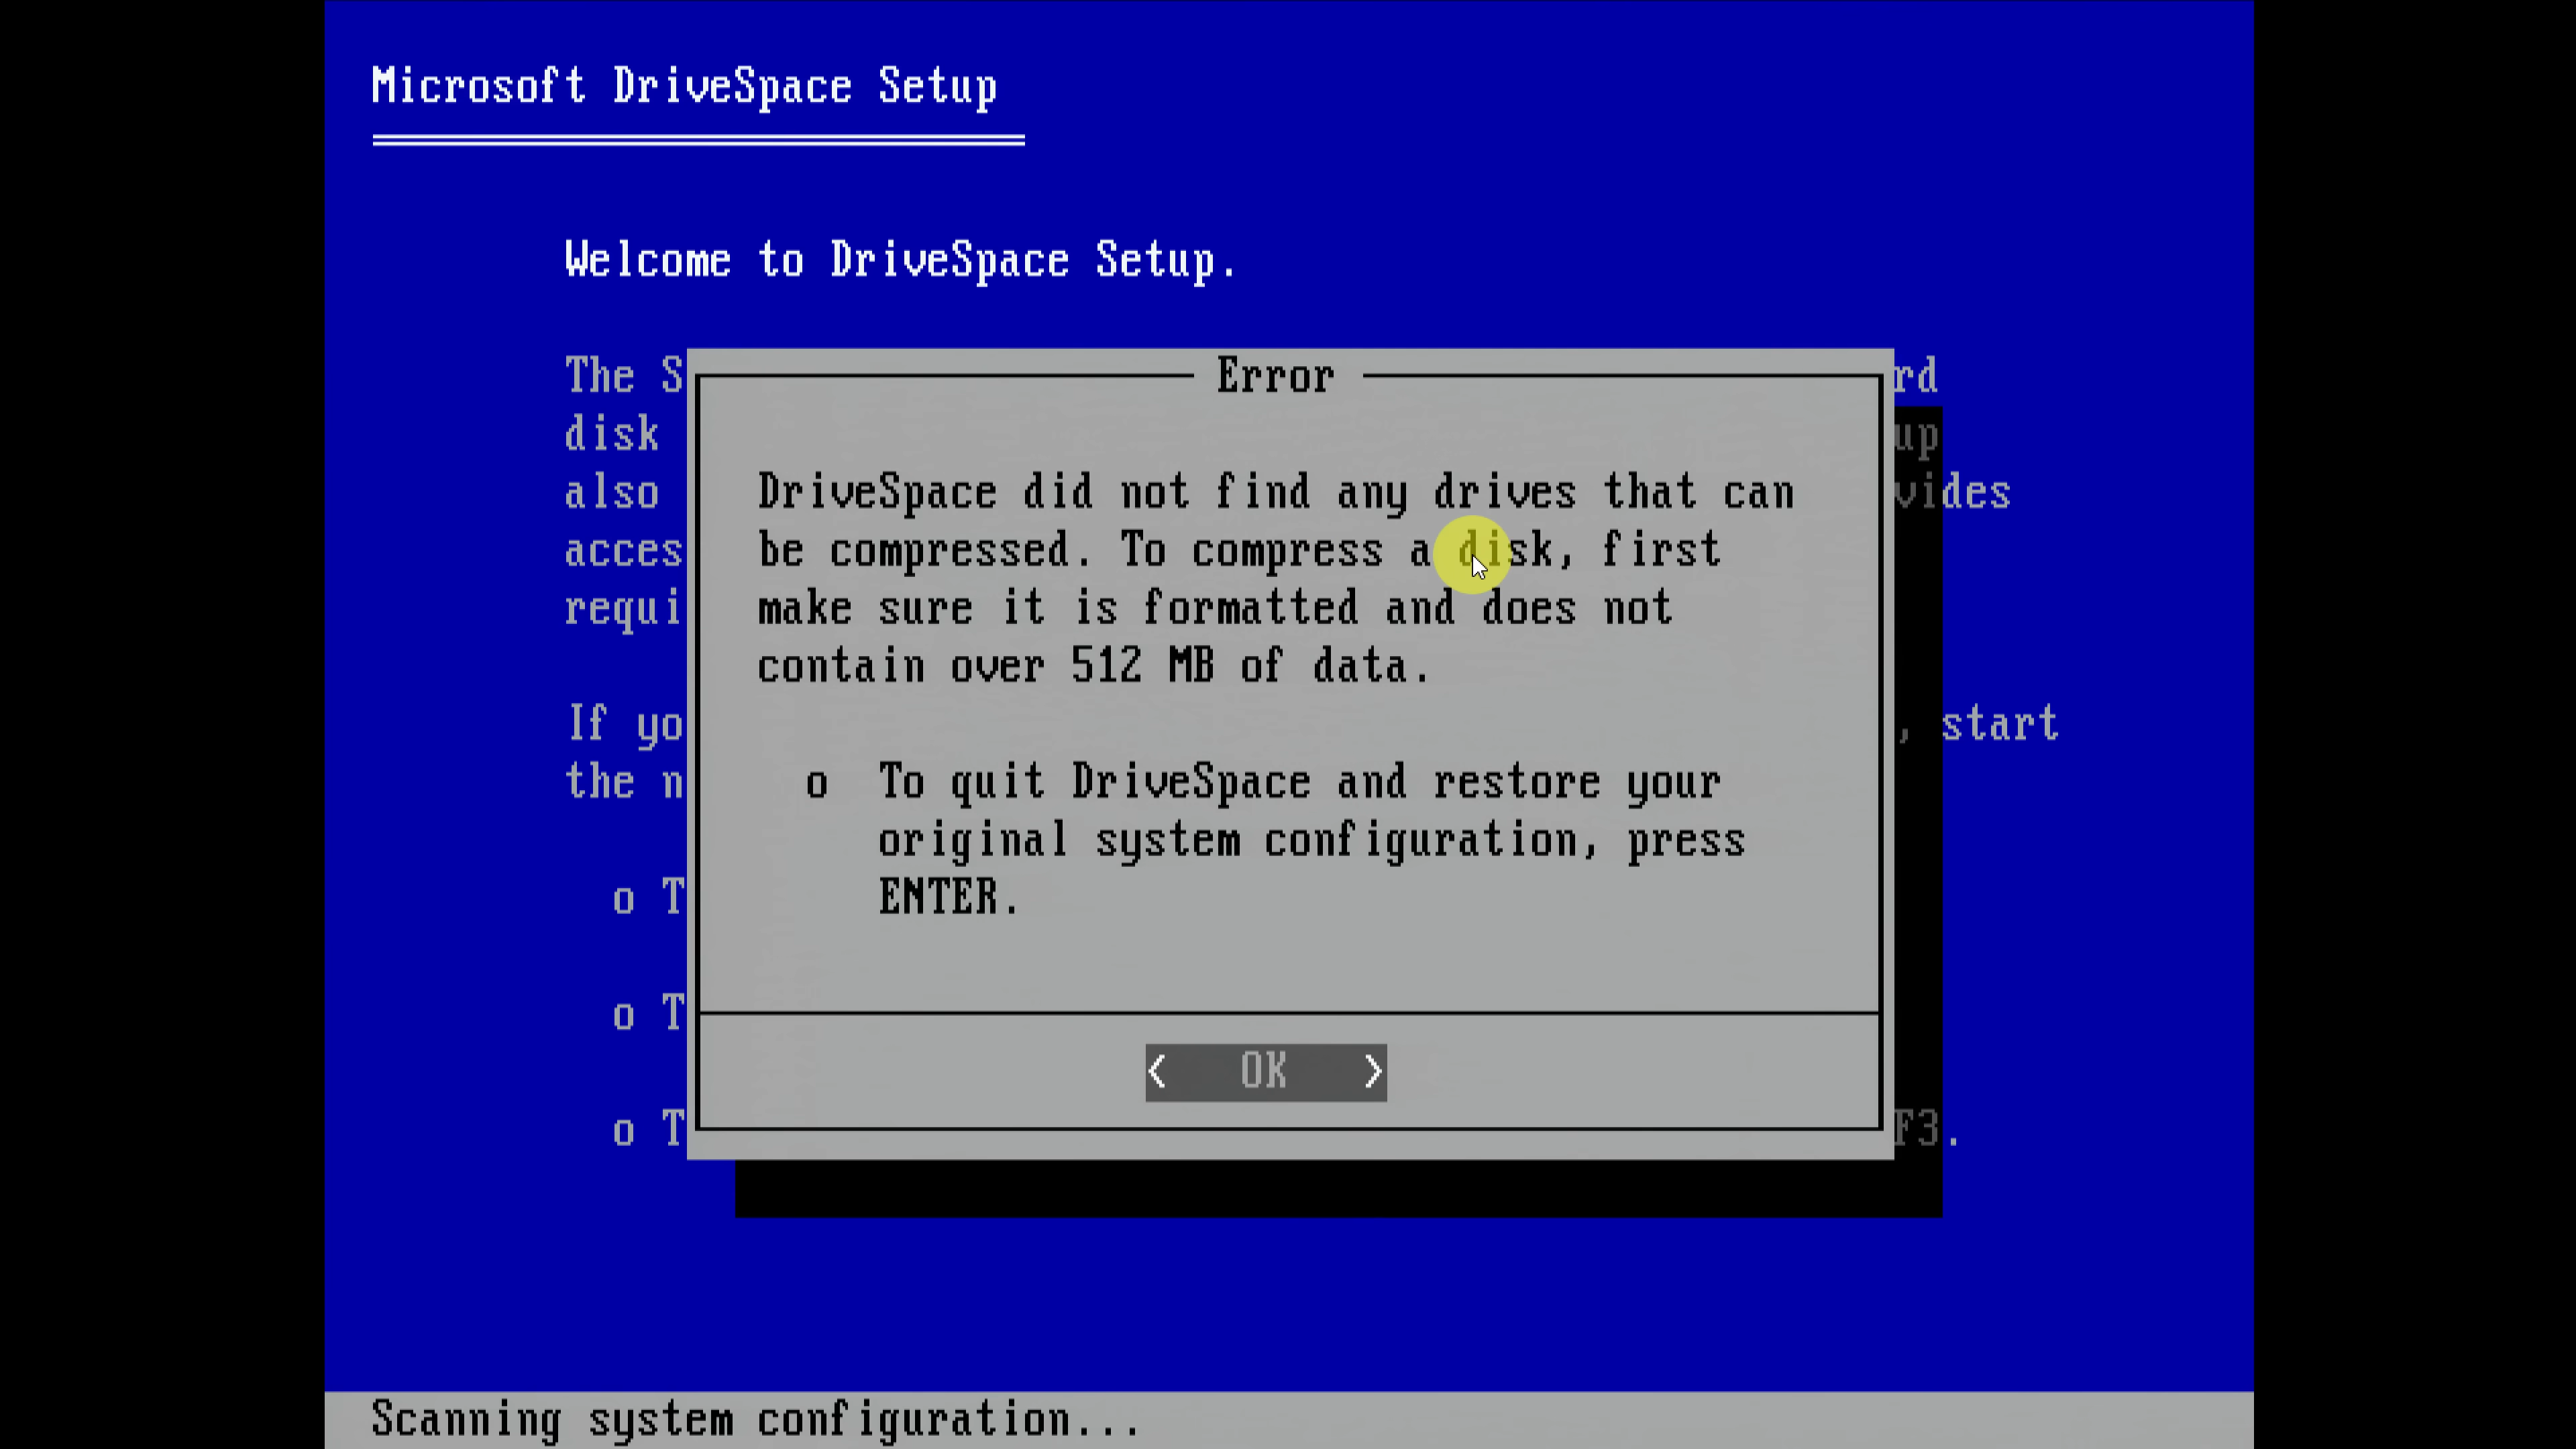 Microsoft DriveSpace Setup
Welcome to DriveSpace Setup.
The S
rd
disk
up
also
vides
acces
requi
If yo
, start
the n
o T
o T
o T
F3.
Error
DriveSpace did not find any drives that can
be compressed. To compress a disk, first
make sure it is formatted and does not
contain over 512 MB of data.
o To quit DriveSpace and restore your
original system configuration, press
ENTER.
< OK >
Scanning system configuration...